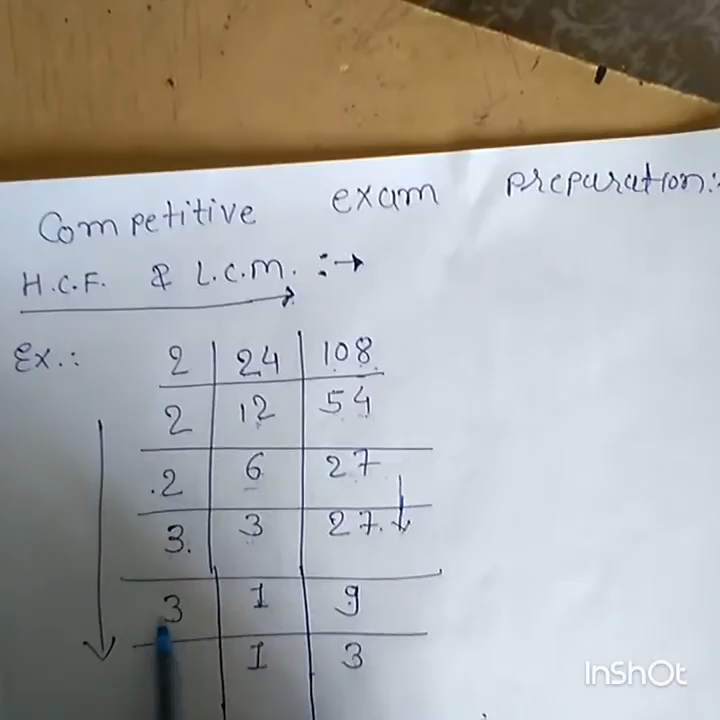 Competitive exam preparation:-
H.C.F. & L.C.M. :→
Ex.: 2 24 108
2 12 54
.2 6 27
3. 3 27.
3 1 9
1 3
InShOt